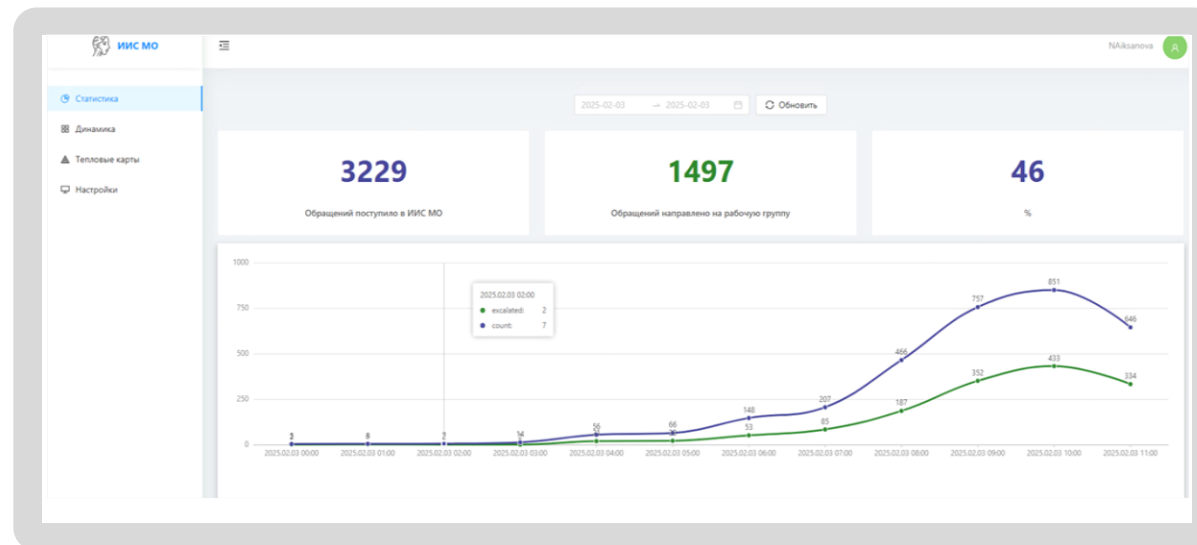 ИИС МО
NAiksanova
Статистика
Динамика
Тепловые карты
Настройки
2025-02-03 → 2025-02-03 Обновить
3229
Обращений поступило в ИИС МО
1497
Обращений направлено на рабочую группу
46
%
1000
750
500
250
0
2025.02.03 02:00
excalated: 2
count: 7
56
66
148
207
466
757
851
646
53
85
187
352
433
334
2025.02.03 00:00 2025.02.03 01:00 2025.02.03 02:00 2025.02.03 03:00 2025.02.03 04:00 2025.02.03 05:00 2025.02.03 06:00 2025.02.03 07:00 2025.02.03 08:00 2025.02.03 09:00 2025.02.03 10:00 2025.02.03 11:00